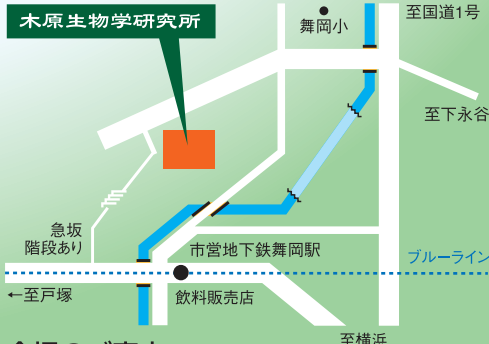 木原生物学研究所
舞岡小
至国道1号
至下永谷
急坂
階段あり
市営地下鉄舞岡駅
ブルーライン
←至戸塚
飲料販売店
至横浜